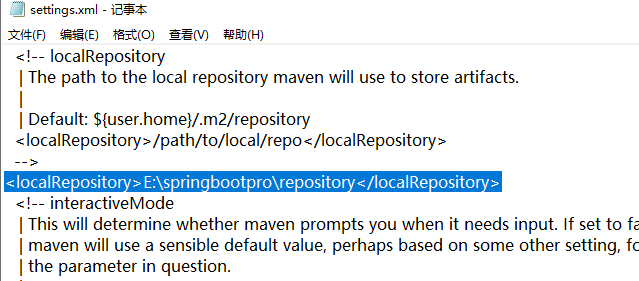 settings.xml - 记事本
文件(F) 编辑(E) 格式(O) 查看(V) 帮助(H)
<!-- localRepository
| The path to the local repository maven will use to store artifacts.
|
| Default: ${user.home}/.m2/repository
<localRepository>/path/to/local/repo</localRepository>
-->
<localRepository>E:\springbootpro\repository</localRepository>
<!-- interactiveMode
| This will determine whether maven prompts you when it needs input. If set to fa
| maven will use a sensible default value, perhaps based on some other setting, fo
| the parameter in question.